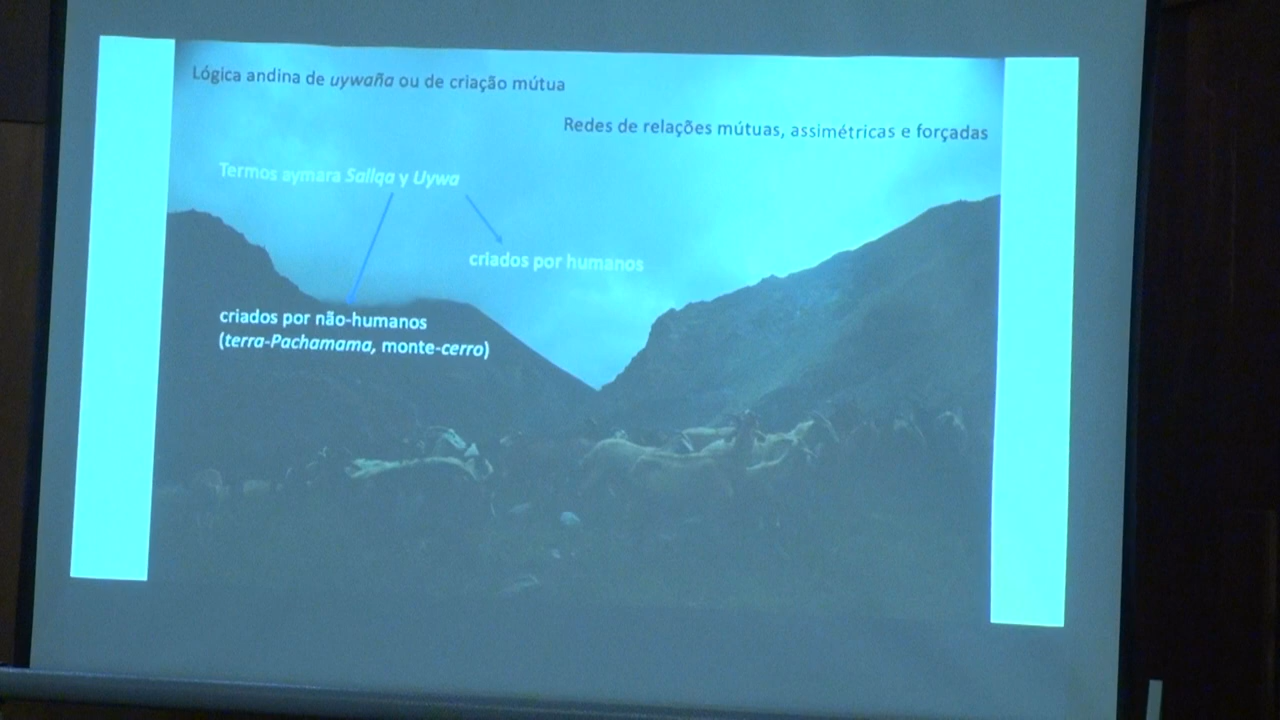 Lógica andina de uywaña ou de criação mútua
Redes de relações mútuas, assimétricas e forçadas
Termos aymara Sallqa y Uywa
criados por humanos
criados por não-humanos
(terra-Pachamama, monte-cerro)